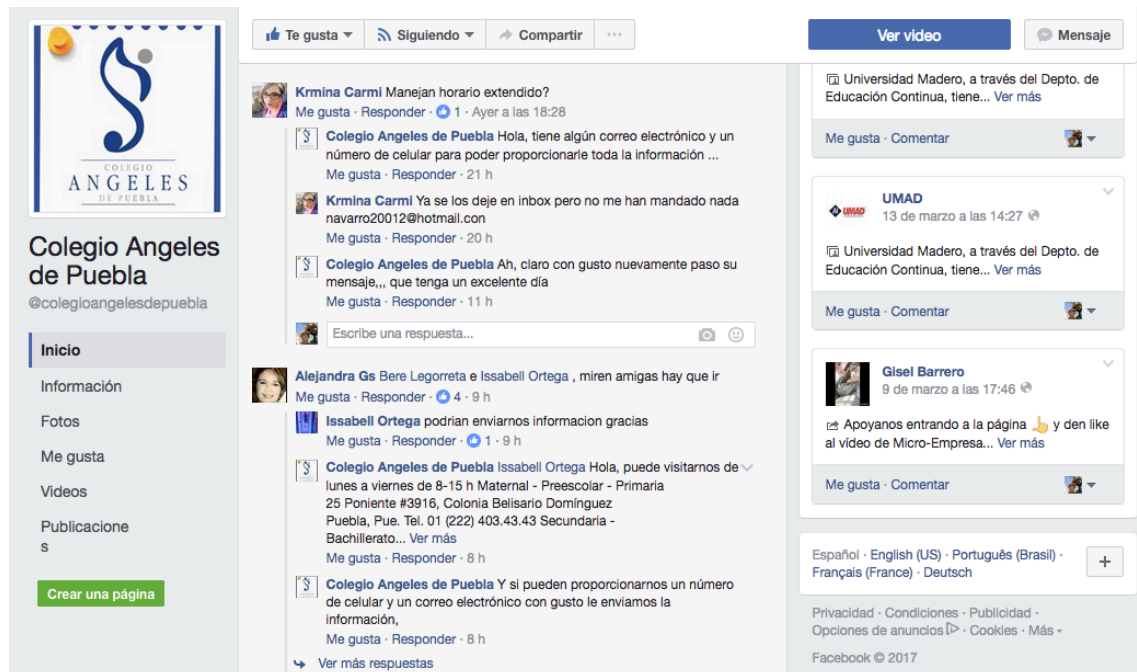 COLEGIO
ANGELES
DE PUEBLA
Colegio Angeles
de Puebla
@colegioangelesdepuebla
Inicio
Información
Fotos
Me gusta
Videos
Publicacione
s
Crear una página
Te gusta
Siguiendo
Compartir
Ver video
Mensaje
Krmina Carmi Manejan horario extendido?
Me gusta · Responder · 1 · Ayer a las 18:28
Colegio Angeles de Puebla Hola, tiene algún correo electrónico y un
número de celular para poder proporcionarle toda la información ...
Me gusta · Responder · 21 h
Krmina Carmi Ya se los deje en inbox pero no me han mandado nada
navarro20012@hotmail.con
Me gusta · Responder · 20 h
Colegio Angeles de Puebla Ah, claro con gusto nuevamente paso su
mensaje,,, que tenga un excelente día
Me gusta · Responder · 11 h
Escribe una respuesta...
Alejandra Gs Bere Legorreta e Issabell Ortega , miren amigas hay que ir
Me gusta · Responder · 4 · 9 h
Issabell Ortega podrian enviarnos informacion gracias
Me gusta · Responder · 1 · 9 h
Colegio Angeles de Puebla Issabell Ortega Hola, puede visitarnos de
lunes a viernes de 8-15 h Maternal - Preescolar - Primaria
25 Poniente #3916, Colonia Belisario Domínguez
Puebla, Pue. Tel. 01 (222) 403.43.43 Secundaria -
Bachillerato... Ver más
Me gusta · Responder · 8 h
Colegio Angeles de Puebla Y si pueden proporcionarnos un número
de celular y un correo electrónico con gusto le enviamos la
información,
Me gusta · Responder · 8 h
Ver más respuestas
Universidad Madero, a través del Depto. de
Educación Continua, tiene... Ver más
Me gusta · Comentar
UMAD
UMAD
13 de marzo a las 14:27
Universidad Madero, a través del Depto. de
Educación Continua, tiene... Ver más
Me gusta · Comentar
Gisel Barrero
9 de marzo a las 17:46
Apoyanos entrando a la página y den like
al vídeo de Micro-Empresa... Ver más
Me gusta · Comentar
Español · English (US) · Português (Brasil) ·
Français (France) · Deutsch
Privacidad · Condiciones · Publicidad ·
Opciones de anuncios · Cookies · Más
Facebook © 2017